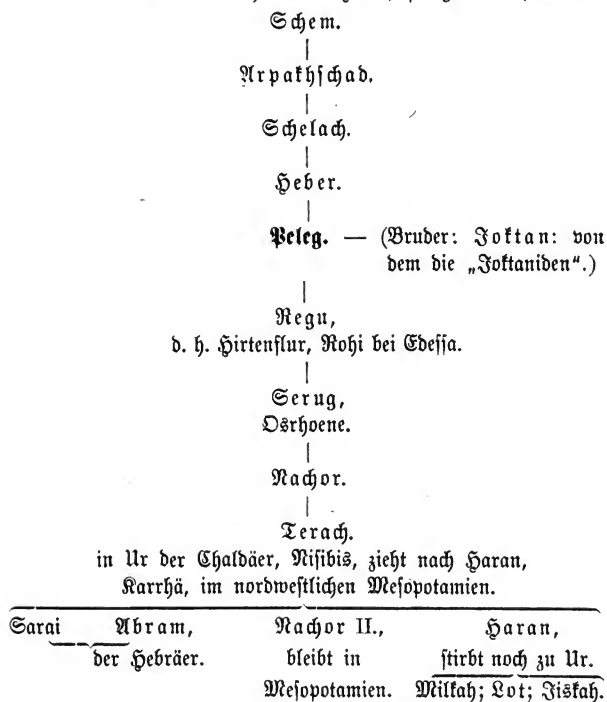 Schem.
Arpakhschad.
Schelach.
Heber.
Peleg. — (Bruder: Joktan: von
dem die „Joktaniden“.)
Regu,
d. h. Hirtenflur, Rohi bei Edessa.
Serug,
Osrhoene.
Nachor.
Terach.
in Ur der Chaldäer, Nisibis, zieht nach Haran,
Karrhä, im nordwestlichen Mesopotamien.
Sarai Abram, Nachor II., Haran,
der Hebräer. bleibt in stirbt noch zu Ur.
Mesopotamien. Milkah; Lot; Jiskah.